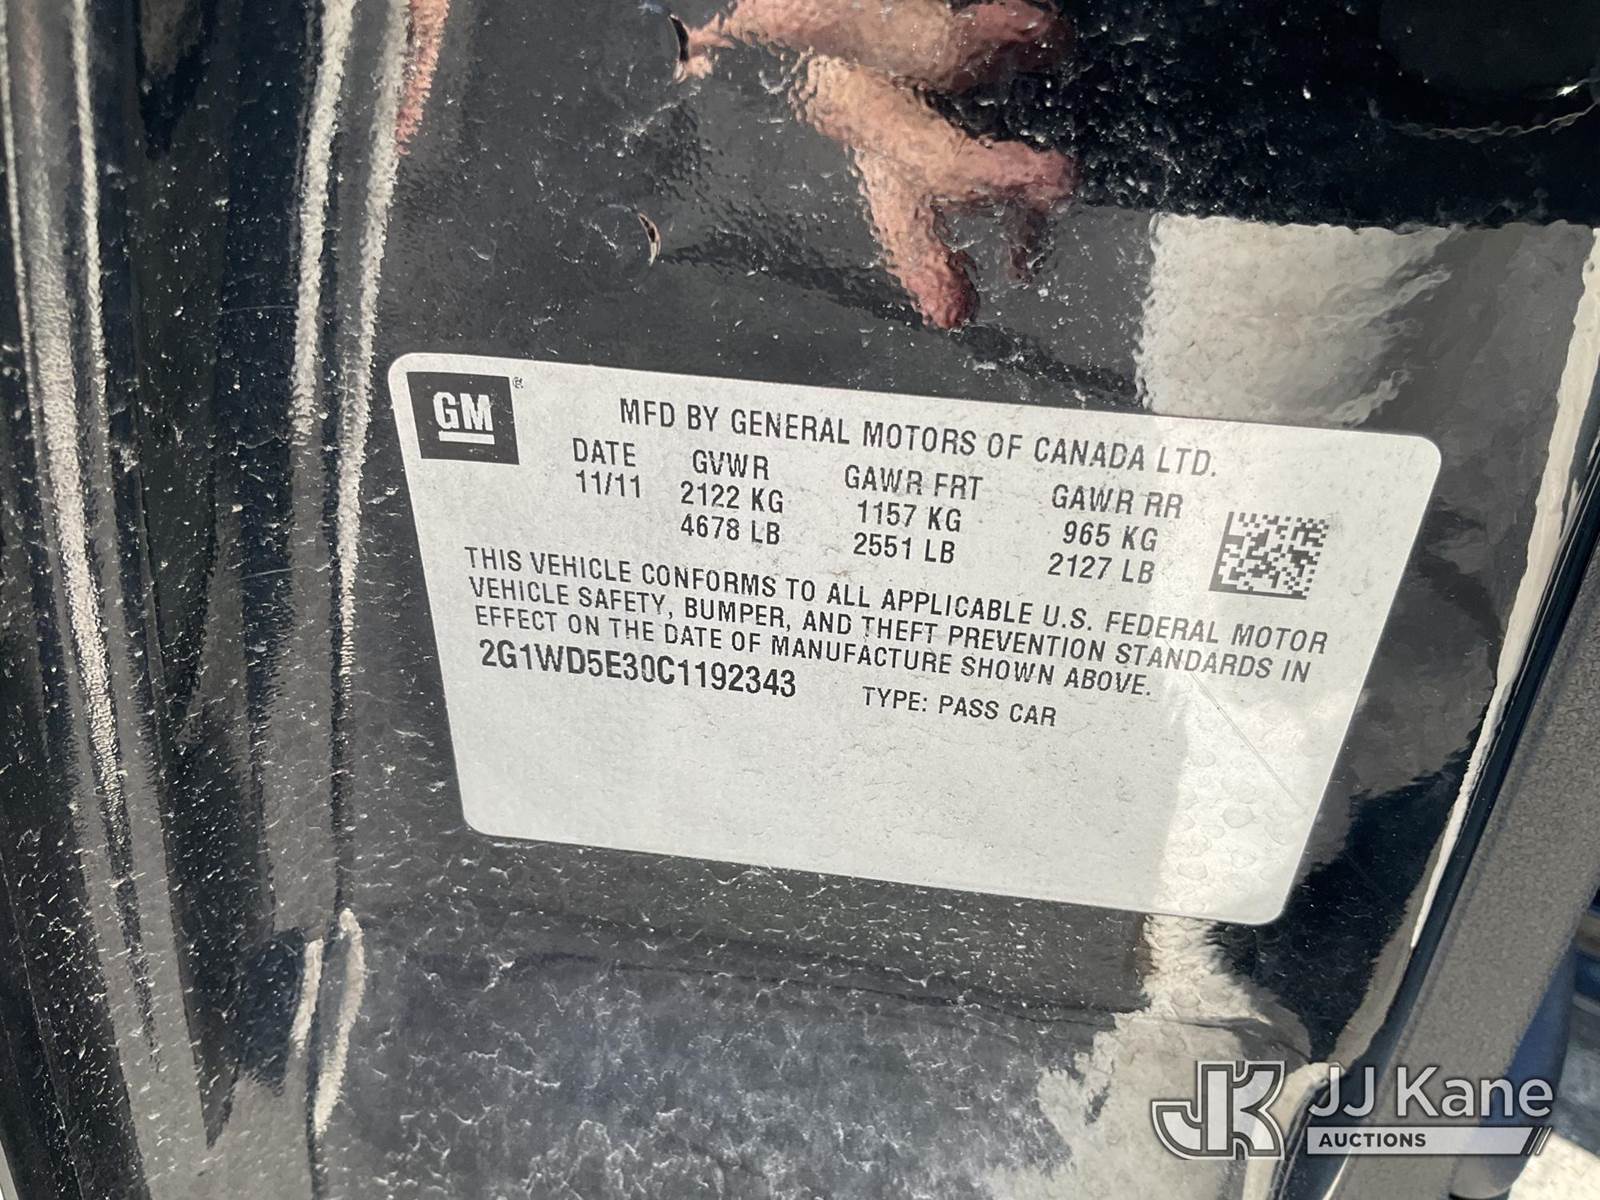 GM®
MFD BY GENERAL MOTORS OF CANADA LTD.
DATE GVWR GAWR FRT GAWR RR
11/11 2122 KG 1157 KG 965 KG
4678 LB 2551 LB 2127 LB
THIS VEHICLE CONFORMS TO ALL APPLICABLE U.S. FEDERAL MOTOR
VEHICLE SAFETY, BUMPER, AND THEFT PREVENTION STANDARDS IN
EFFECT ON THE DATE OF MANUFACTURE SHOWN ABOVE.
2G1WD5E30C1192343 TYPE: PASS CAR
JK JJ Kane
AUCTIONS